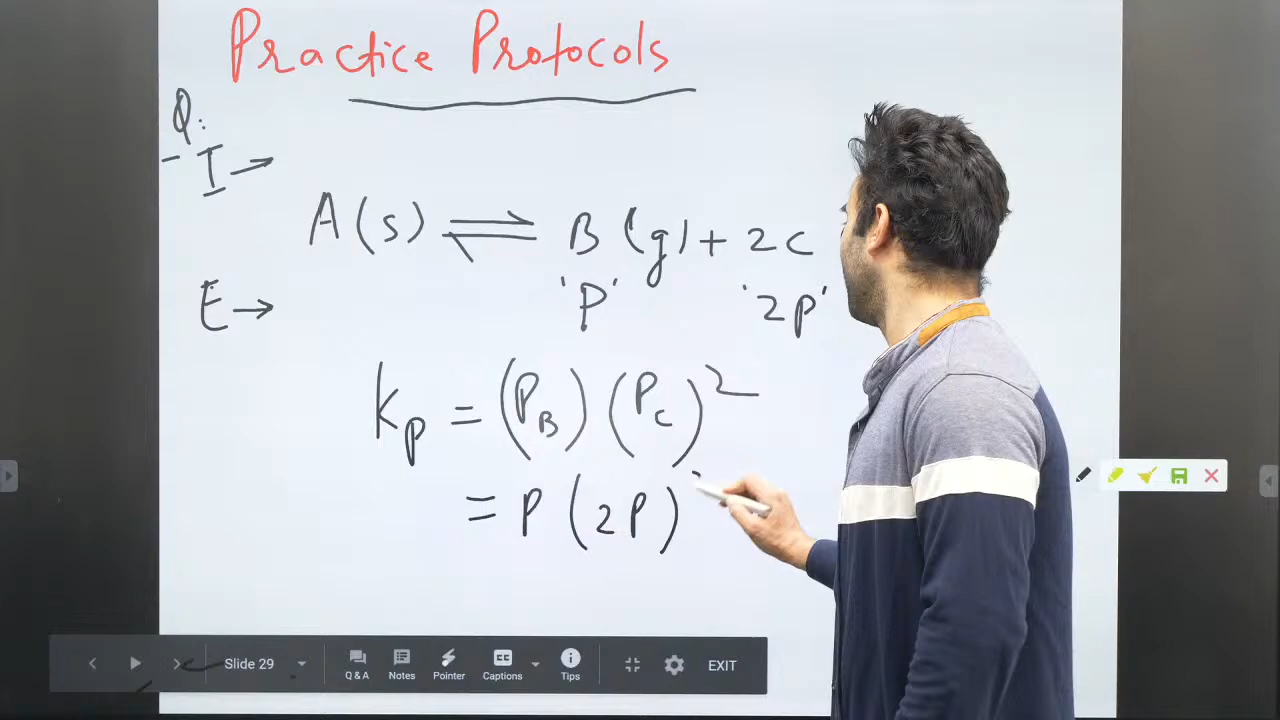 Practice Protocols
Q:
- I →
A(s) ⇌ B(g) + 2C
'P' '2P'
E →
Kp = (PB) (PC)2
= P (2P)
Slide 29
Q & A
Notes
Pointer
Captions
Tips
EXIT